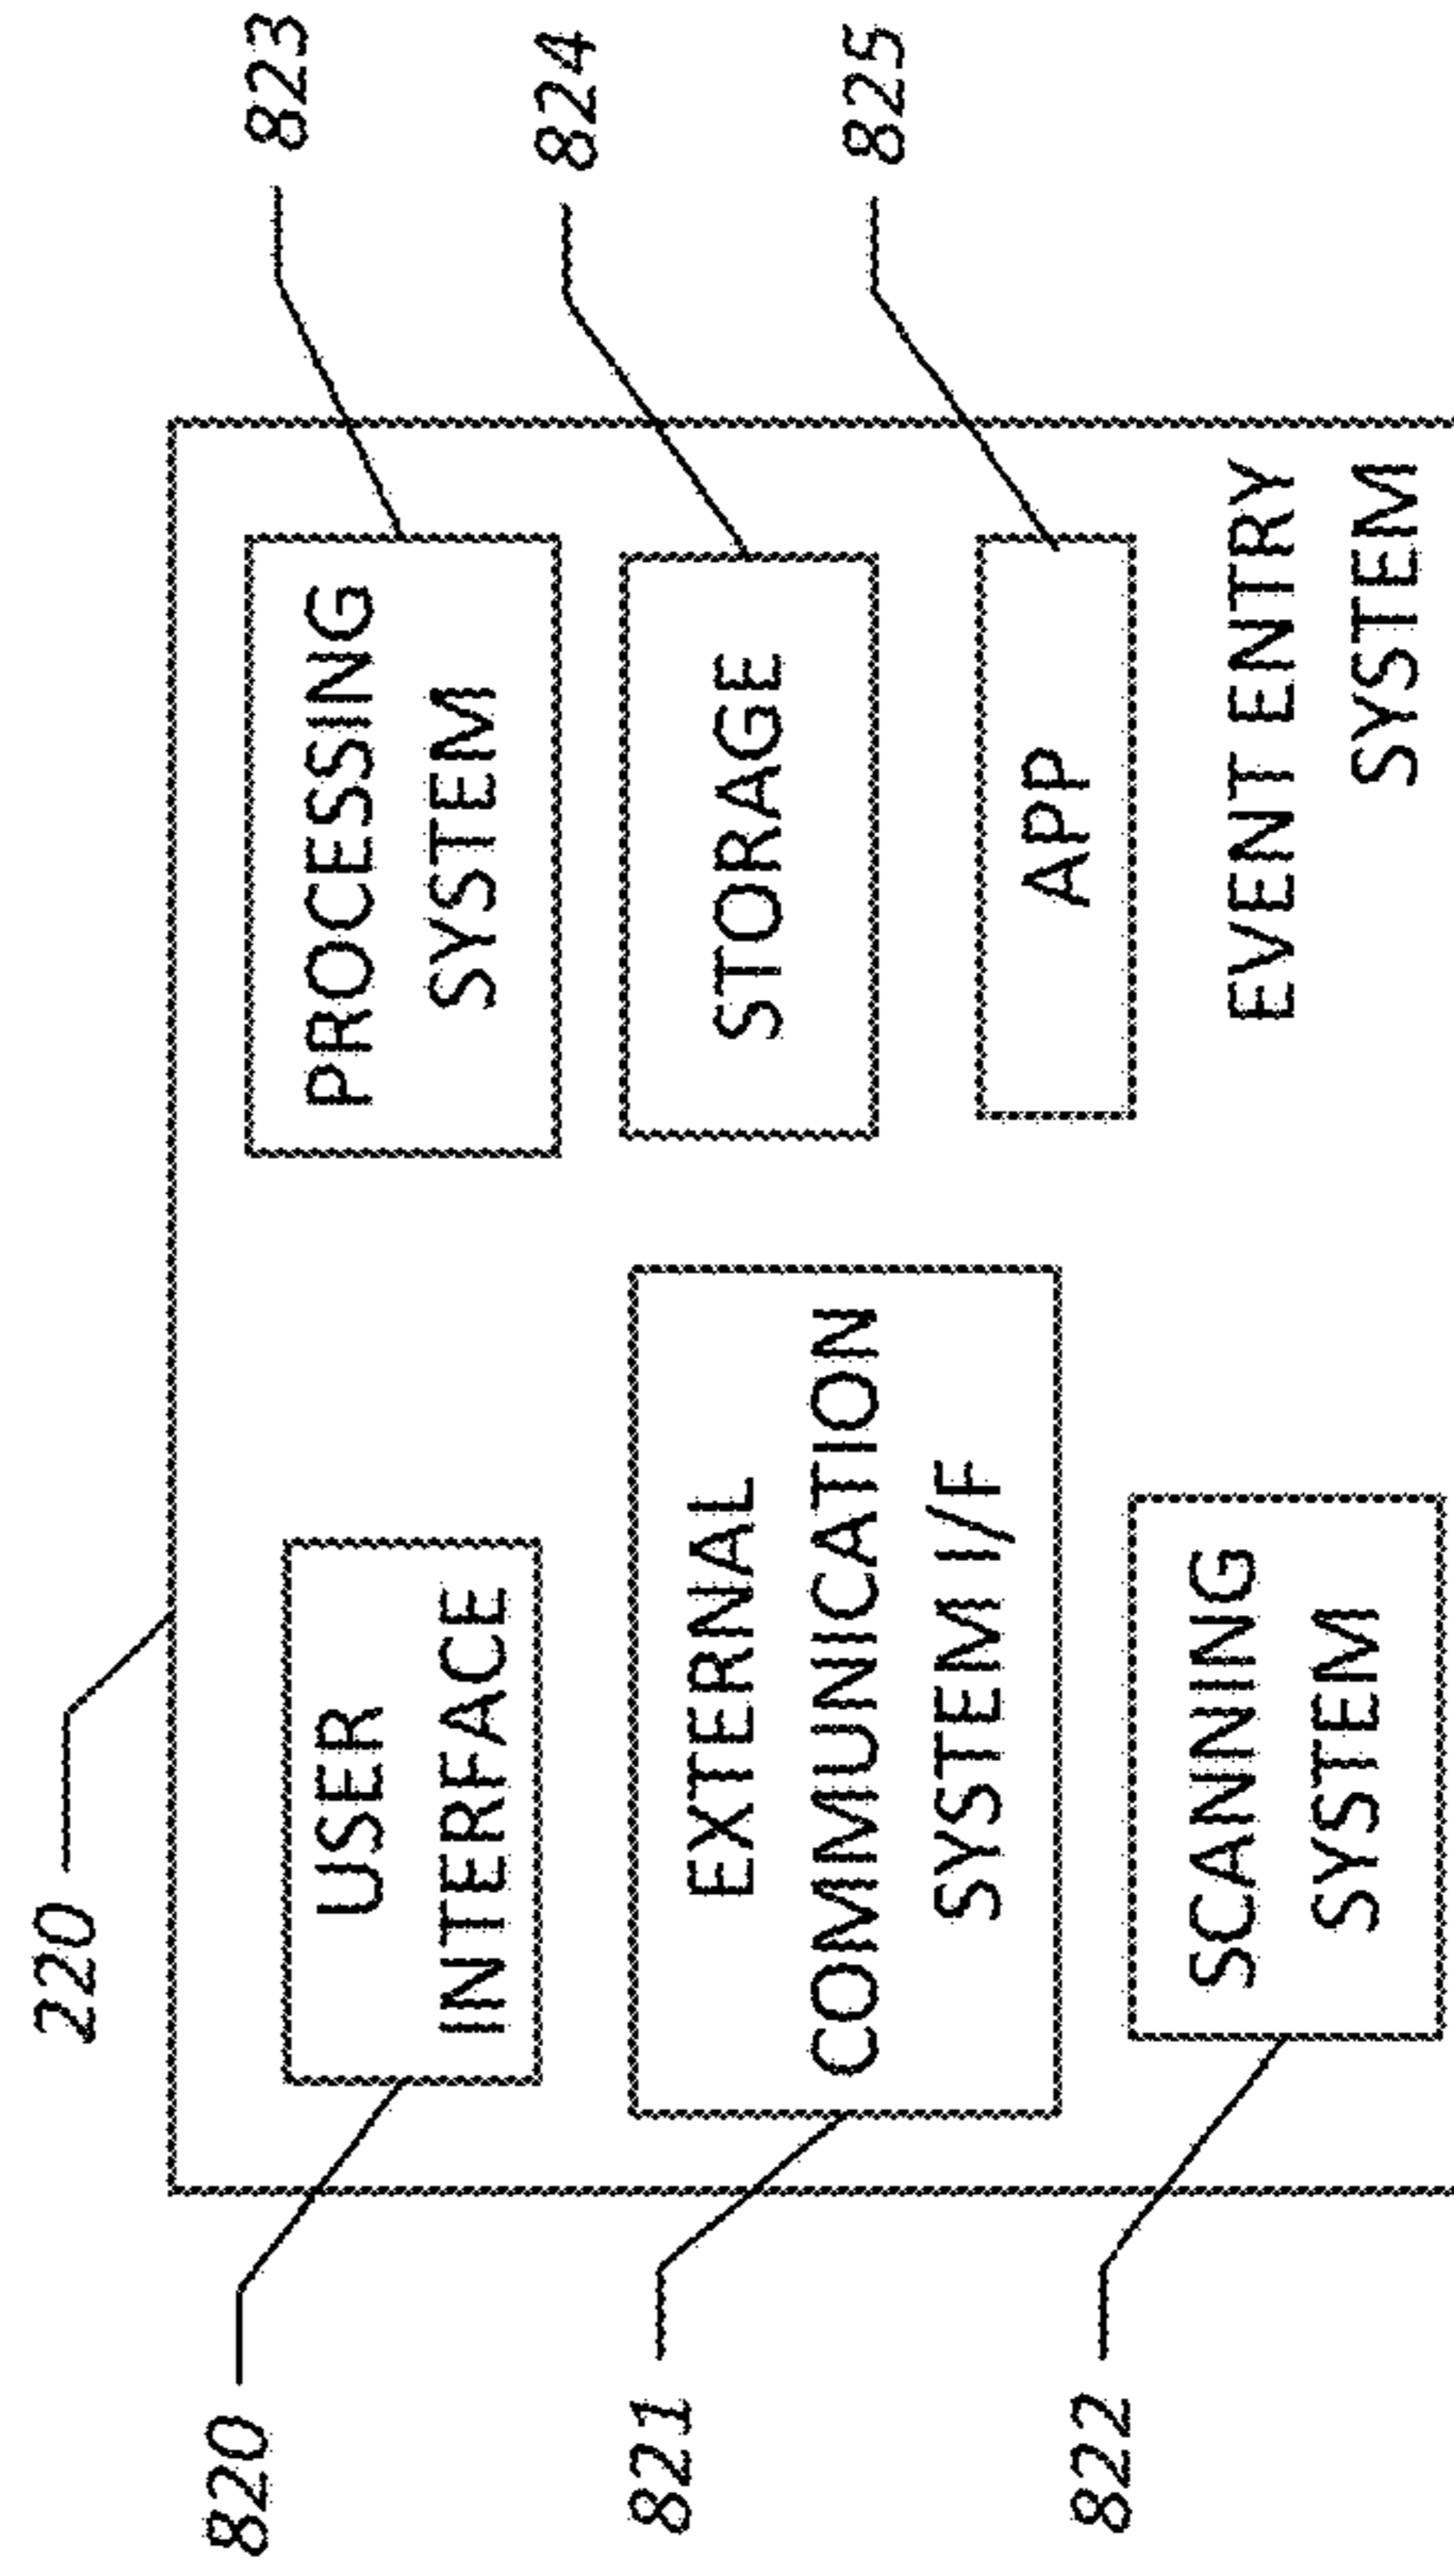 220
820
USER
INTERFACE
821
EXTERNAL
COMMUNICATION
SYSTEM I/F
822
SCANNING
SYSTEM
823
PROCESSING
SYSTEM
824
STORAGE
825
APP
EVENT ENTRY
SYSTEM